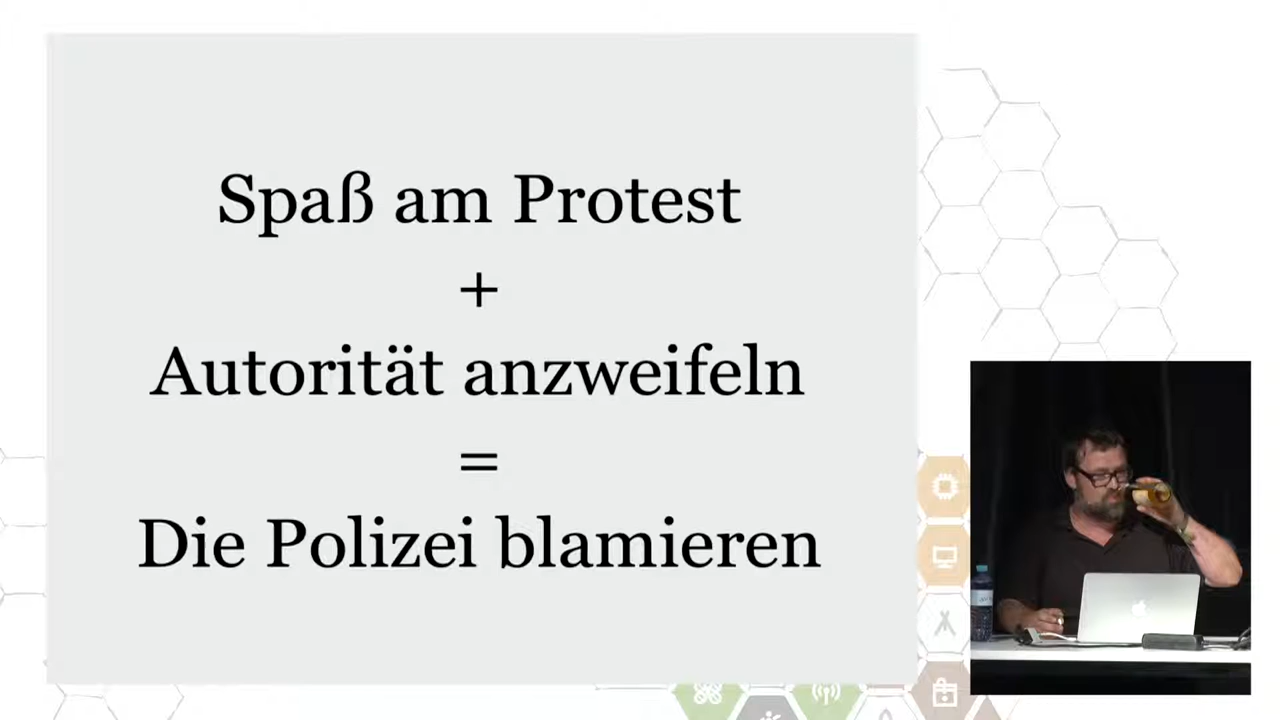 Spaß am Protest
+
Autorität anzweifeln
=
Die Polizei blamieren